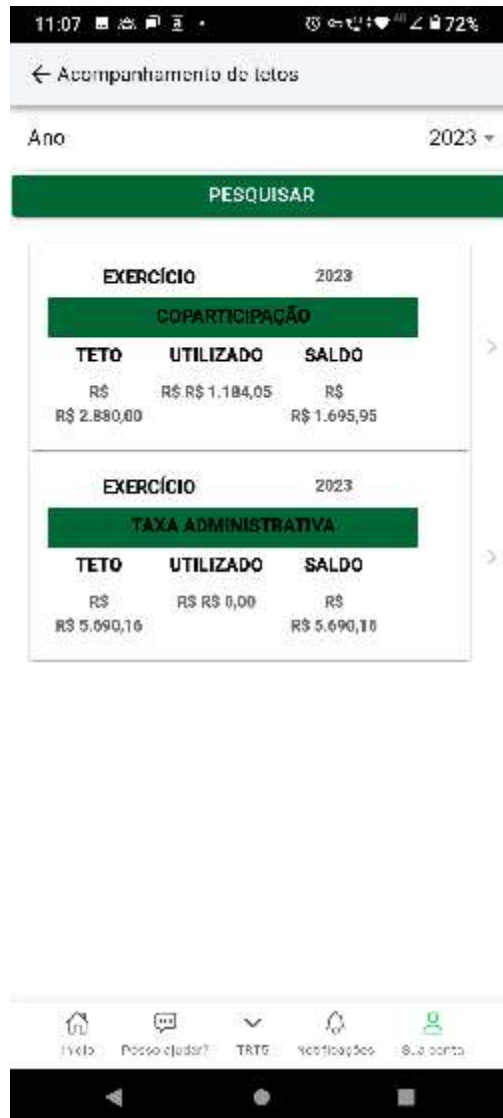 11:07
72%
← Acompanhamento de tetos
Ano 2023
PESQUISAR
EXERCÍCIO 2023
COPARTICIPAÇÃO
TETO UTILIZADO SALDO
R$ R$ R$ 1.184,05 R$
R$ 2.880,00 R$ 1.695,95
EXERCÍCIO 2023
TAXA ADMINISTRATIVA
TETO UTILIZADO SALDO
R$ R$ R$ 0,00 R$
R$ 5.690,16 R$ 5.690,16
Início Posso ajudar? TRT5 Notificações Sua conta